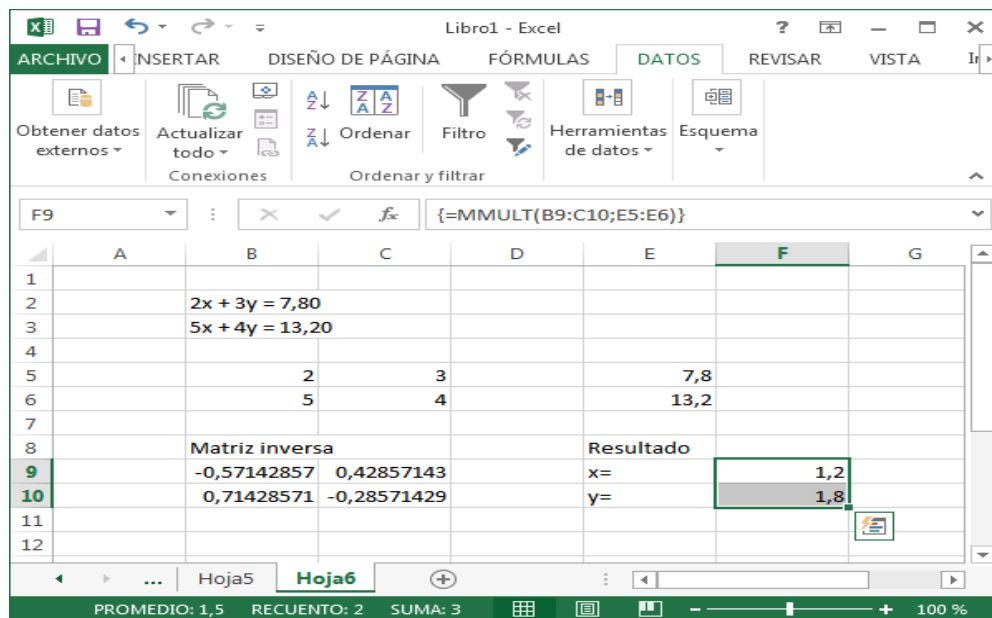 Libro1 - Excel
ARCHIVO INSERTAR DISEÑO DE PÁGINA FÓRMULAS DATOS REVISAR VISTA
Obtener datos externos
Actualizar todo
Ordenar
Filtro
Herramientas de datos
Esquema
Conexiones
Ordenar y filtrar
F9 fx {=MMULT(B9:C10;E5:E6)}
A B C D E F G
1
2 2x + 3y = 7,80
3 5x + 4y = 13,20
4
5 2 3 7,8
6 5 4 13,2
7
8 Matriz inversa Resultado
9 -0,57142857 0,42857143 x= 1,2
10 0,71428571 -0,28571429 y= 1,8
11
12
... Hoja5 Hoja6
PROMEDIO: 1,5 RECUENTO: 2 SUMA: 3 100 %